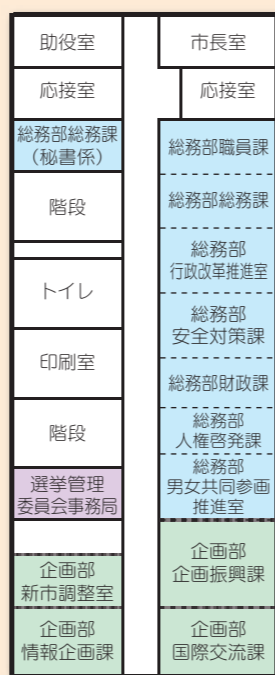 助役室
応接室
総務部総務課
（秘書係）
階段
トイレ
印刷室
階段
選挙管理
委員会事務局
企画部
新市調整室
企画部
情報企画課
市長室
応接室
総務部職員課
総務部総務課
総務部
行政改革推進室
総務部
安全対策課
総務部財政課
総務部
人権啓発課
総務部
男女共同参画
推進室
企画部
企画振興課
企画部
国際交流課